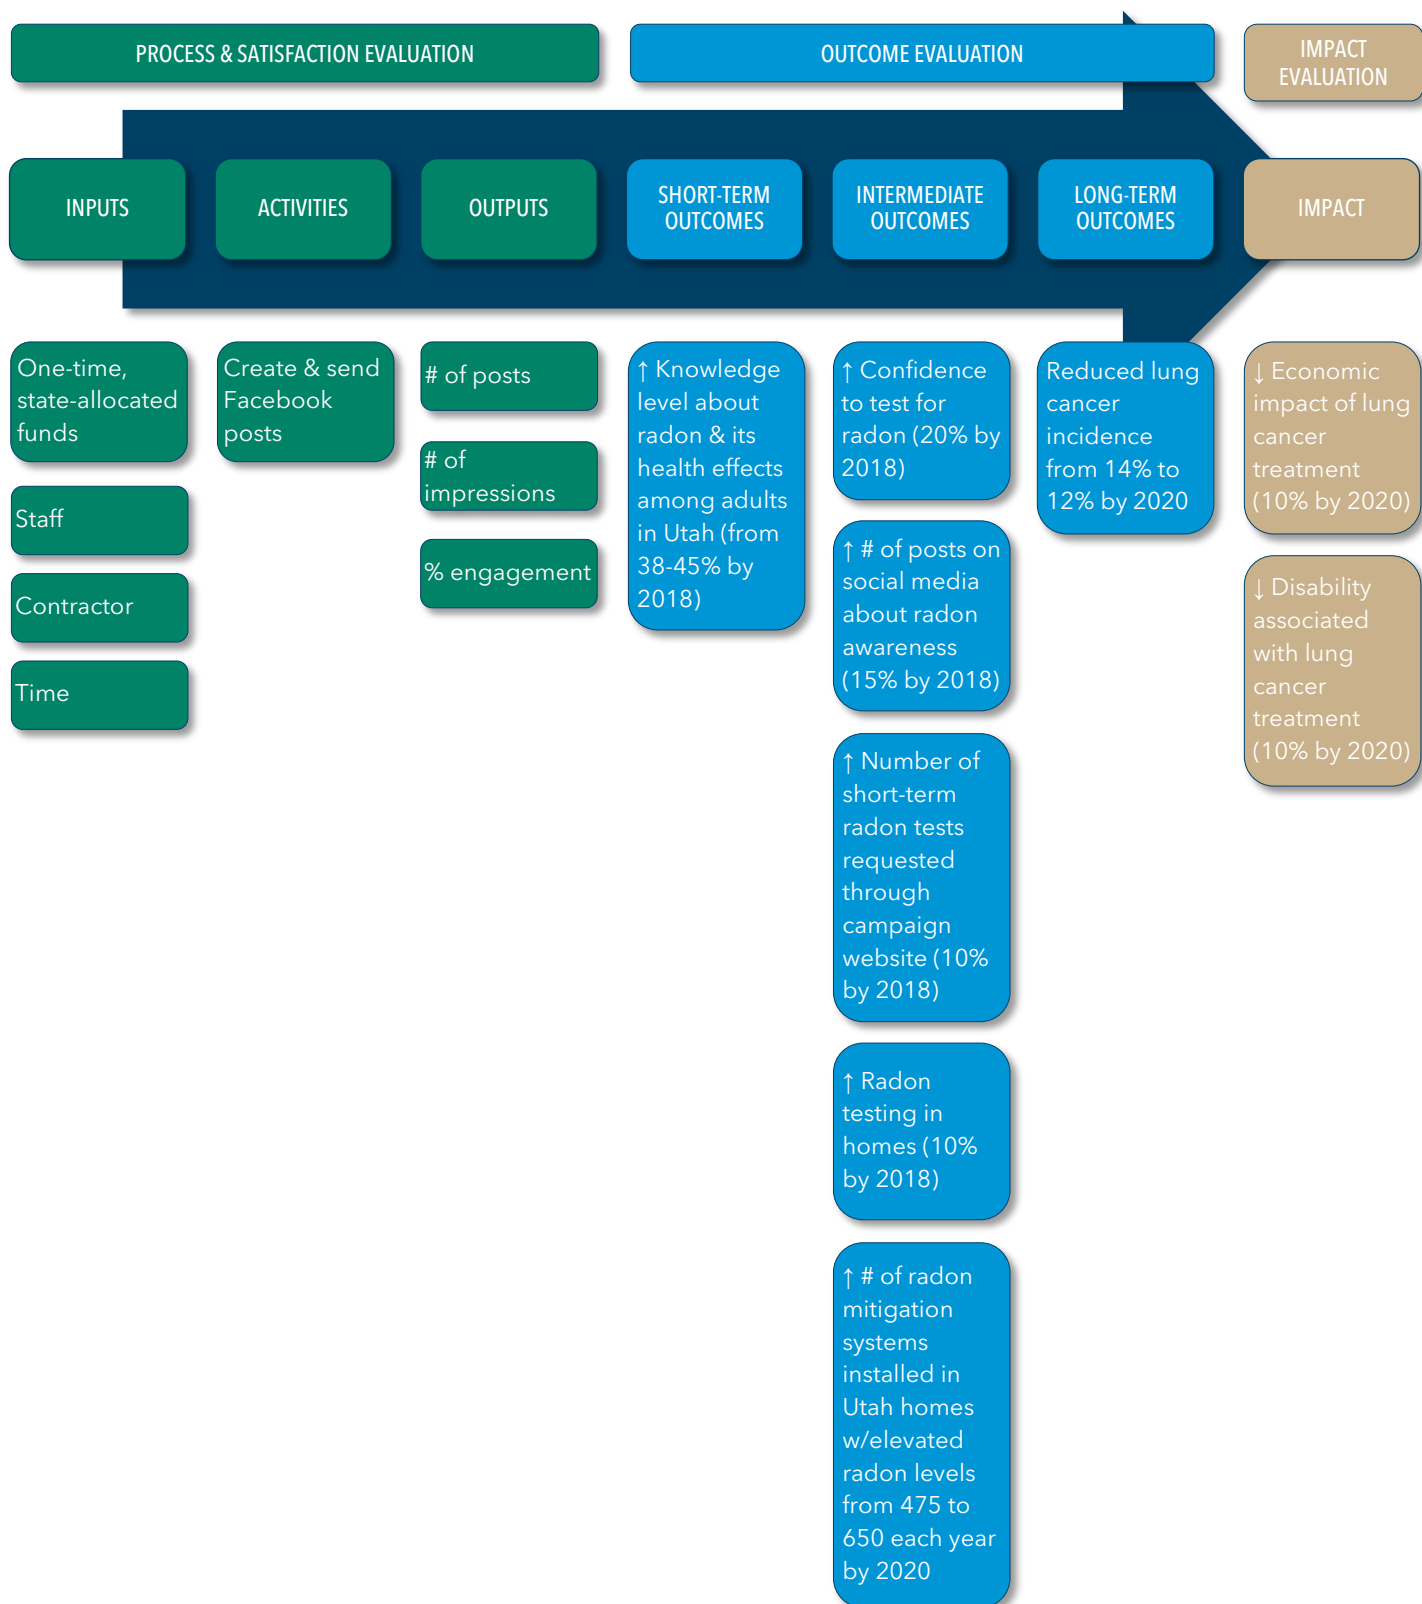 PROCESS & SATISFACTION EVALUATION
OUTCOME EVALUATION
IMPACT
EVALUATION
INPUTS
ACTIVITIES
OUTPUTS
SHORT-TERM
OUTCOMES
INTERMEDIATE
OUTCOMES
LONG-TERM
OUTCOMES
IMPACT
One-time,
state-allocated
funds
Staff
Contractor
Time
Create & send
Facebook
posts
# of posts
# of
impressions
% engagement
↑ Knowledge
level about
radon & its
health effects
among adults
in Utah (from
38-45% by
2018)
↑ Confidence
to test for
radon (20% by
2018)
↑ # of posts on
social media
about radon
awareness
(15% by 2018)
↑ Number of
short-term
radon tests
requested
through
campaign
website (10%
by 2018)
↑ Radon
testing in
homes (10%
by 2018)
↑ # of radon
mitigation
systems
installed in
Utah homes
w/elevated
radon levels
from 475 to
650 each year
by 2020
Reduced lung
cancer
incidence
from 14% to
12% by 2020
↓ Economic
impact of lung
cancer
treatment
(10% by 2020)
↓ Disability
associated
with lung
cancer
treatment
(10% by 2020)